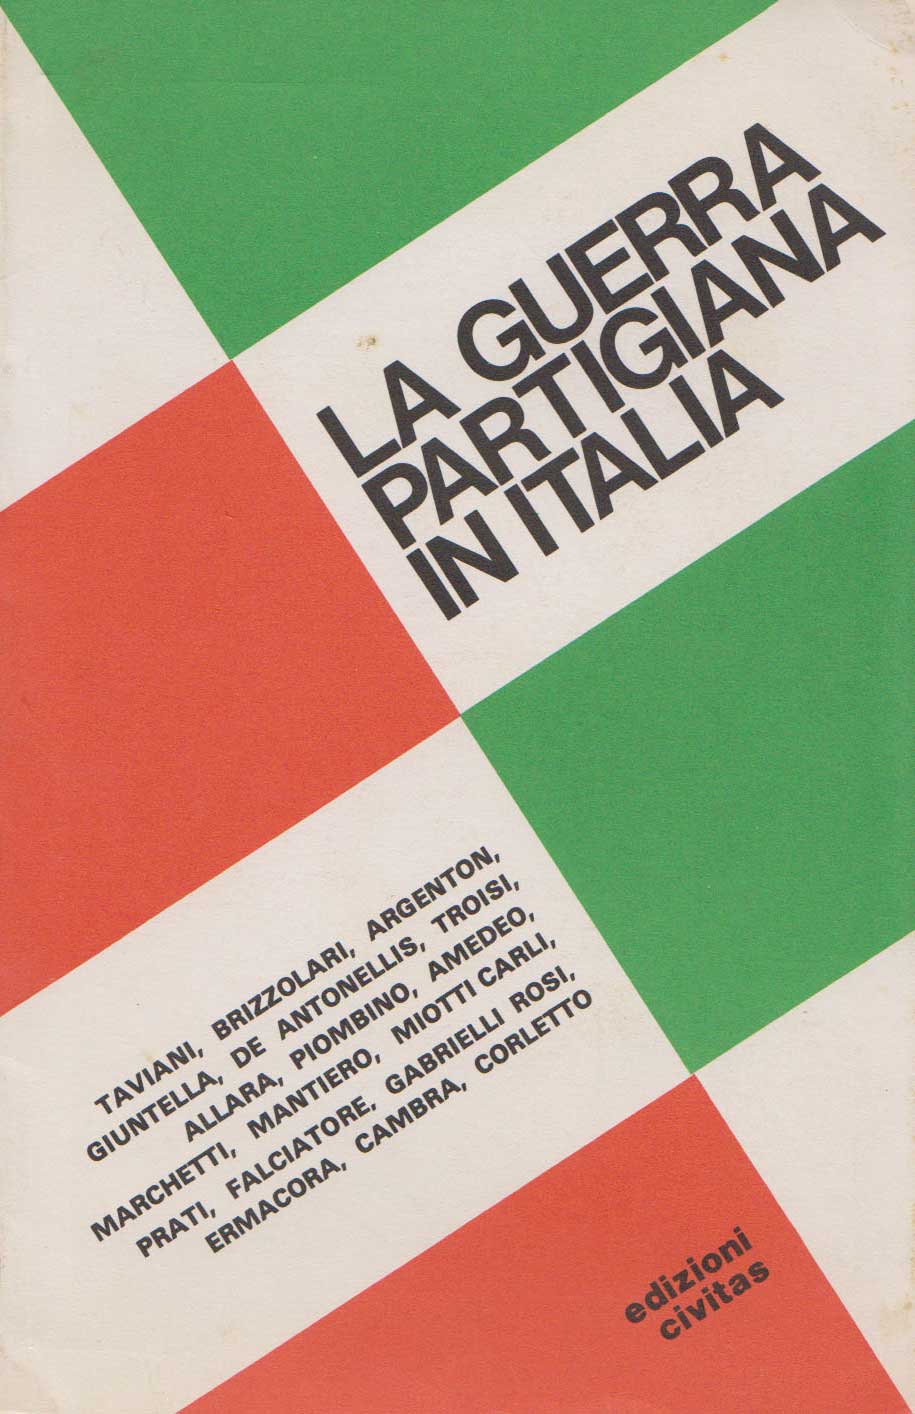 LA GUERRA
PARTIGIANA
IN ITALIA
TAVIANI, BRIZZOLARI, ARGENTON,
GIUNTELLA, DE ANTONELLIS, TROISI,
ALLARA, PIOMBINO, AMEDEO,
MARCHETTI, MANTIERO, MIOTTI CARLI,
PRATI, FALCIATORE, GABRIELLI ROSI,
ERMACORA, CAMBRA, CORLETTO
edizioni
civitas